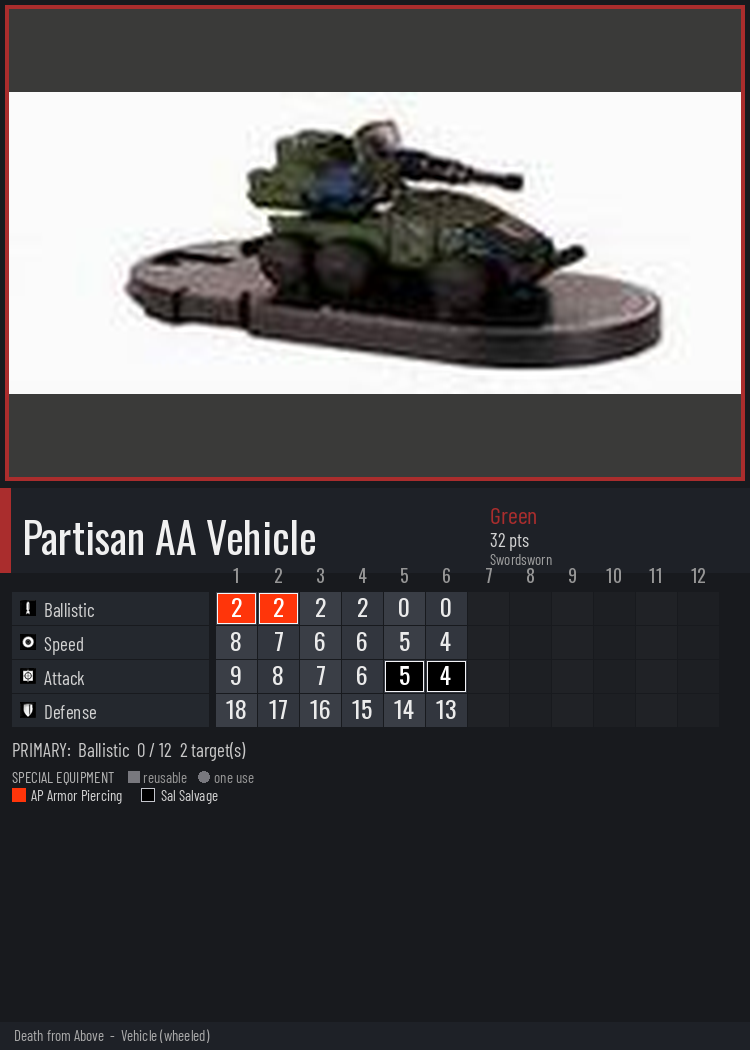 Partisan AA Vehicle
Green
32 pts
Swordsworn
1 2 3 4 5 6 7 8 9 10 11 12
Ballistic 2 2 2 2 0 0
Speed 8 7 6 6 5 4
Attack 9 8 7 6 5 4
Defense 18 17 16 15 14 13
PRIMARY: Ballistic 0 / 12 2 target(s)
SPECIAL EQUIPMENT reusable one use
AP Armor Piercing Sal Salvage
Death from Above - Vehicle (wheeled)